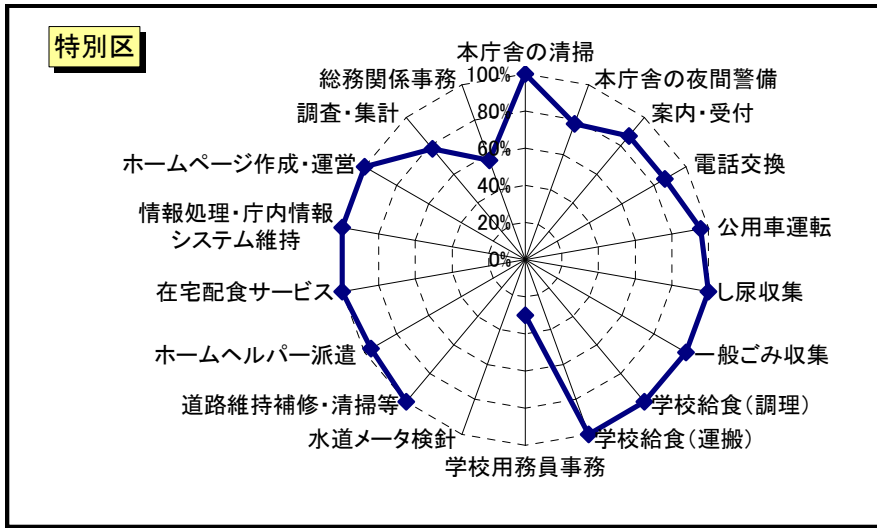 特別区
本庁舎の清掃
本庁舎の夜間警備
案内・受付
電話交換
公用車運転
し尿収集
一般ごみ収集
学校給食（調理）
学校給食（運搬）
学校用務員事務
水道メータ検針
道路維持補修・清掃等
ホームヘルパー派遣
在宅配食サービス
情報処理・庁内情報
システム維持
ホームページ作成・運営
調査・集計
総務関係事務
100%
80%
60%
40%
20%
0%